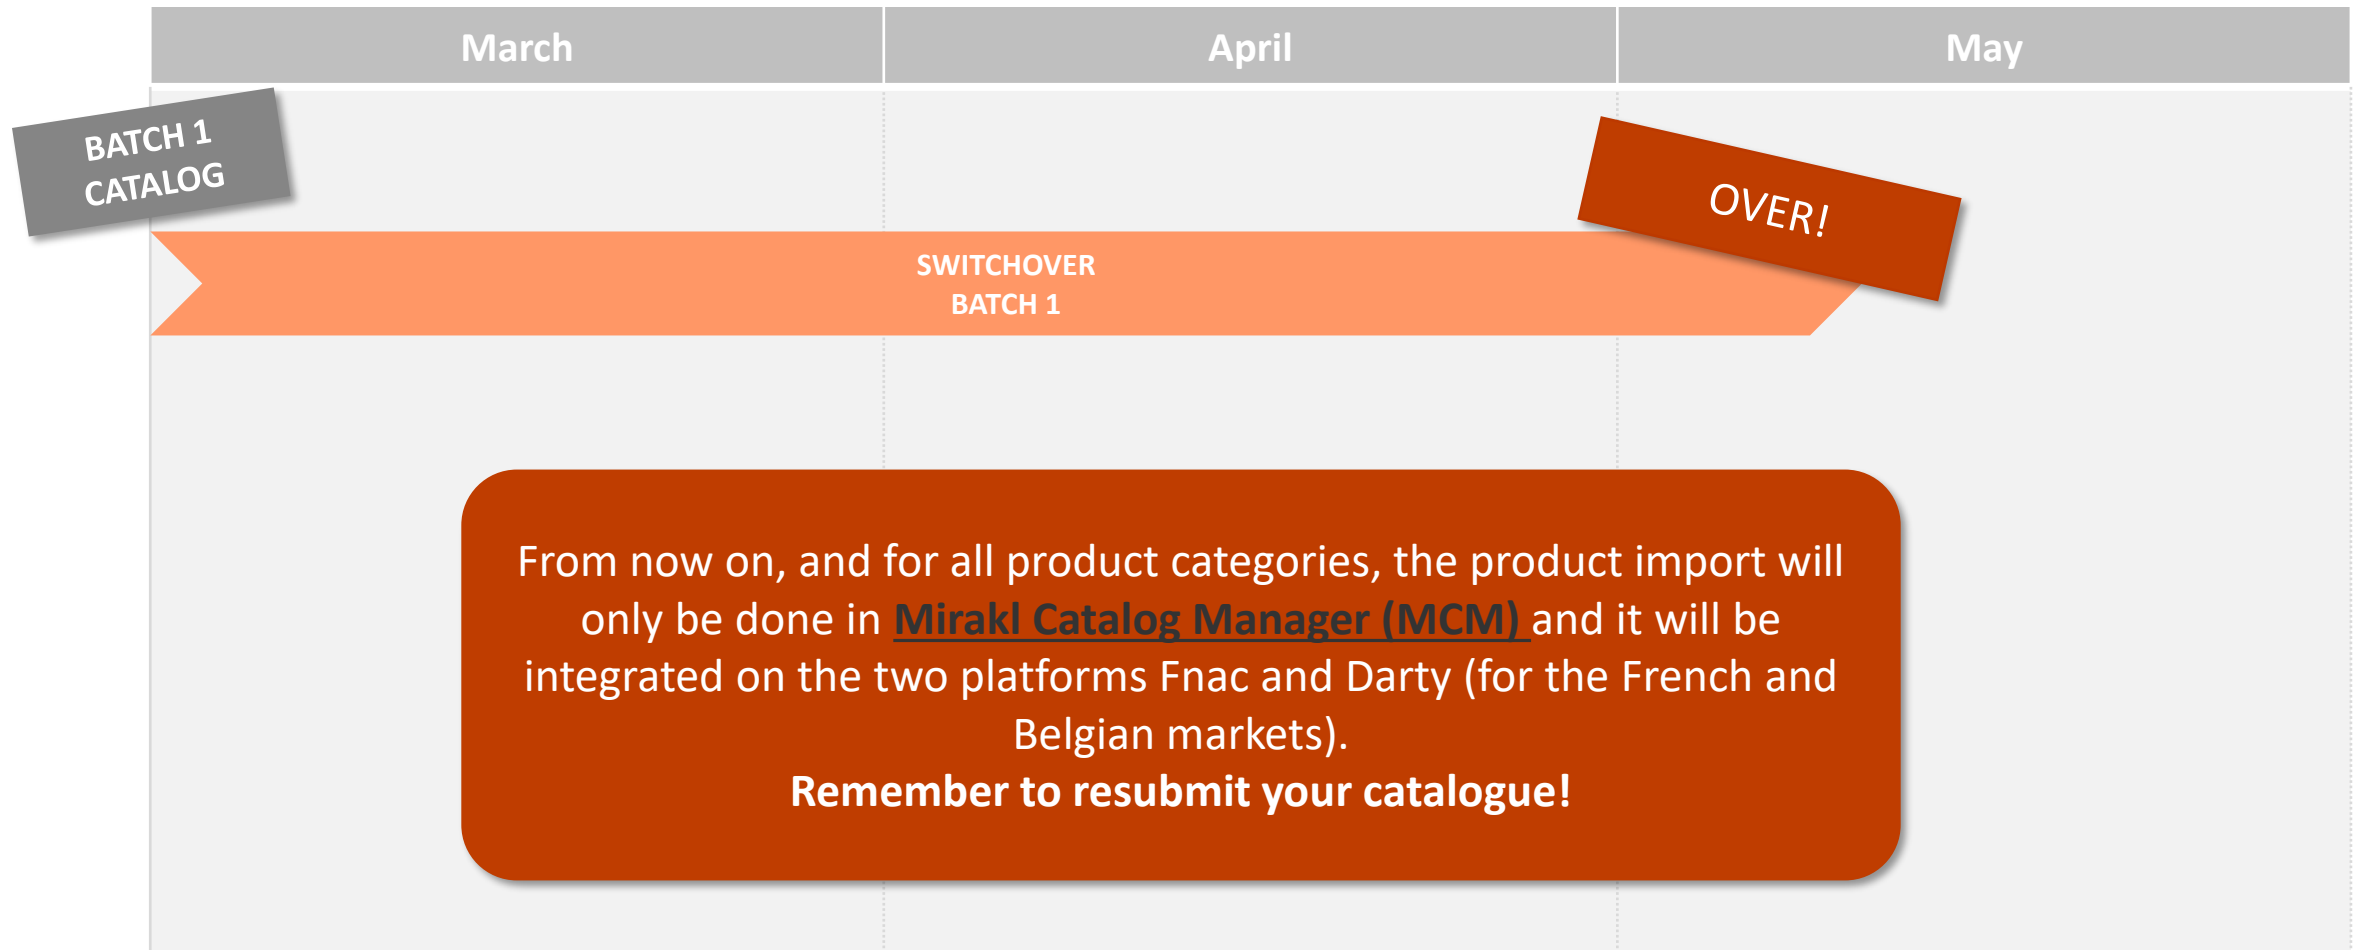 March
April
May
BATCH 1
CATALOG
OVER!
SWITCHOVER
BATCH 1
From now on, and for all product categories, the product import will
only be done in Mirakl Catalog Manager (MCM) and it will be
integrated on the two platforms Fnac and Darty (for the French and
Belgian markets).
Remember to resubmit your catalogue!